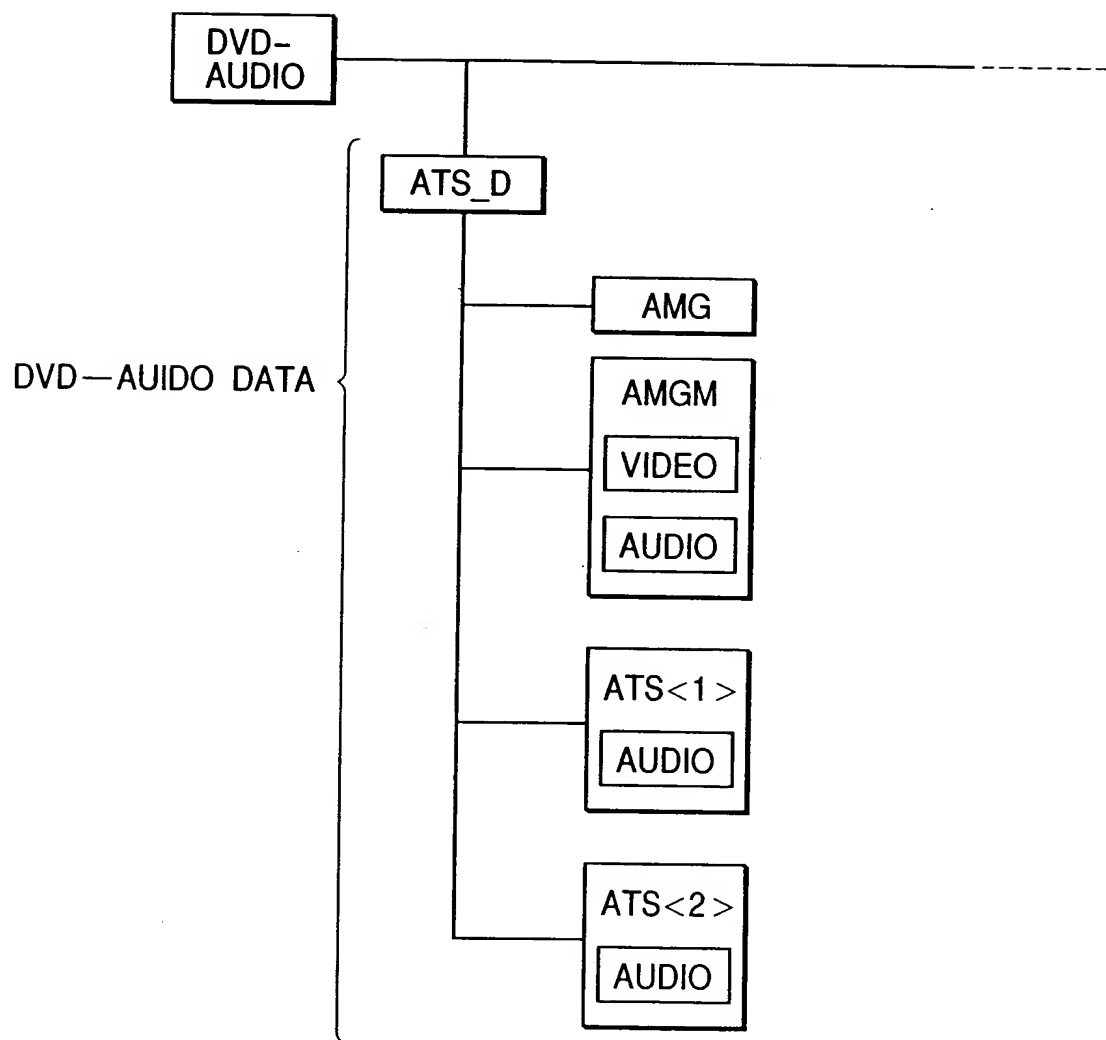 DVD-
AUDIO
ATS_D
AMG
DVD—AUIDO DATA
AMGM
VIDEO
AUDIO
ATS<1>
AUDIO
ATS<2>
AUDIO